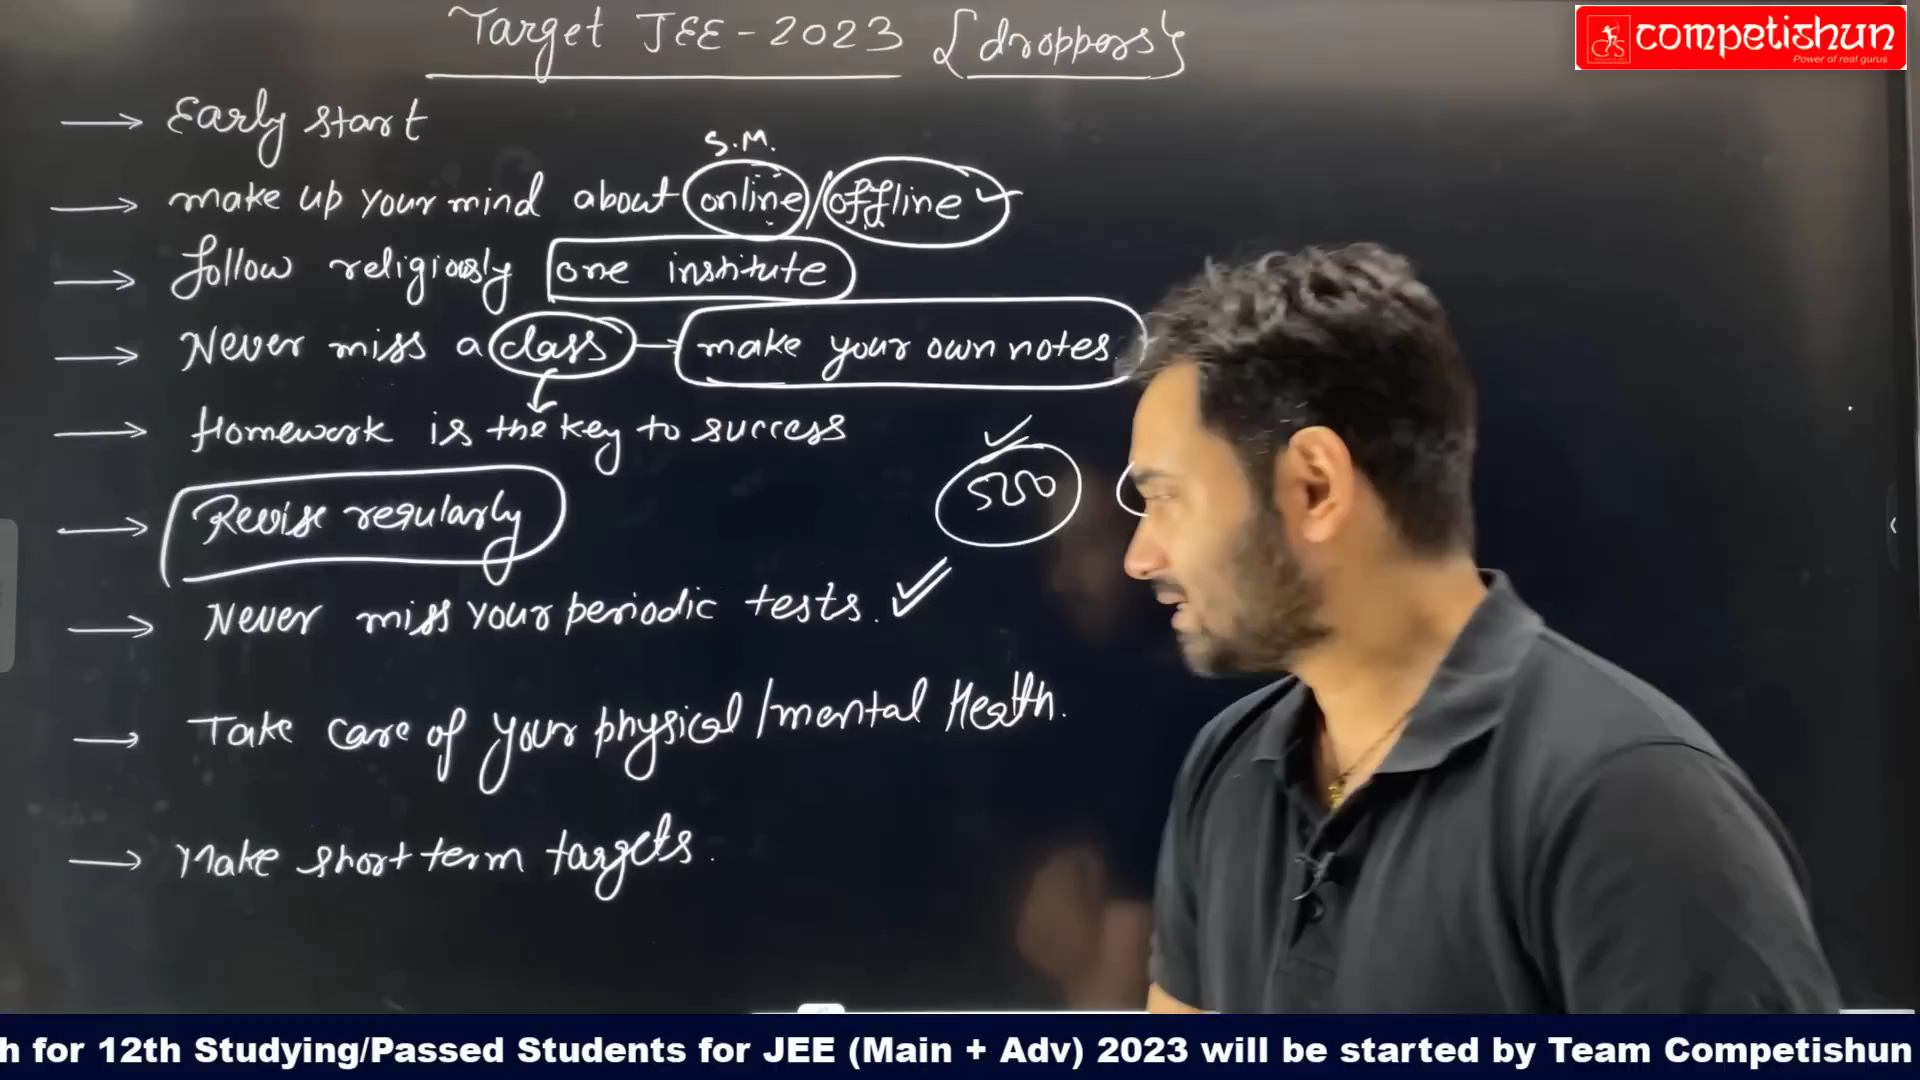 Target JEE-2023 {droppers}
competishun
Power of real gurus
→ Early start
S.M.
→ make up your mind about online/offline
→ follow religiously one institute
→ Never miss a class → make your own notes
→ Homework is the key to success
→ Revise regularly
→ Never miss your periodic tests.
→ Take care of your physical/mental Health.
→ Make short term targets.
h for 12th Studying/Passed Students for JEE (Main + Adv) 2023 will be started by Team Competishun